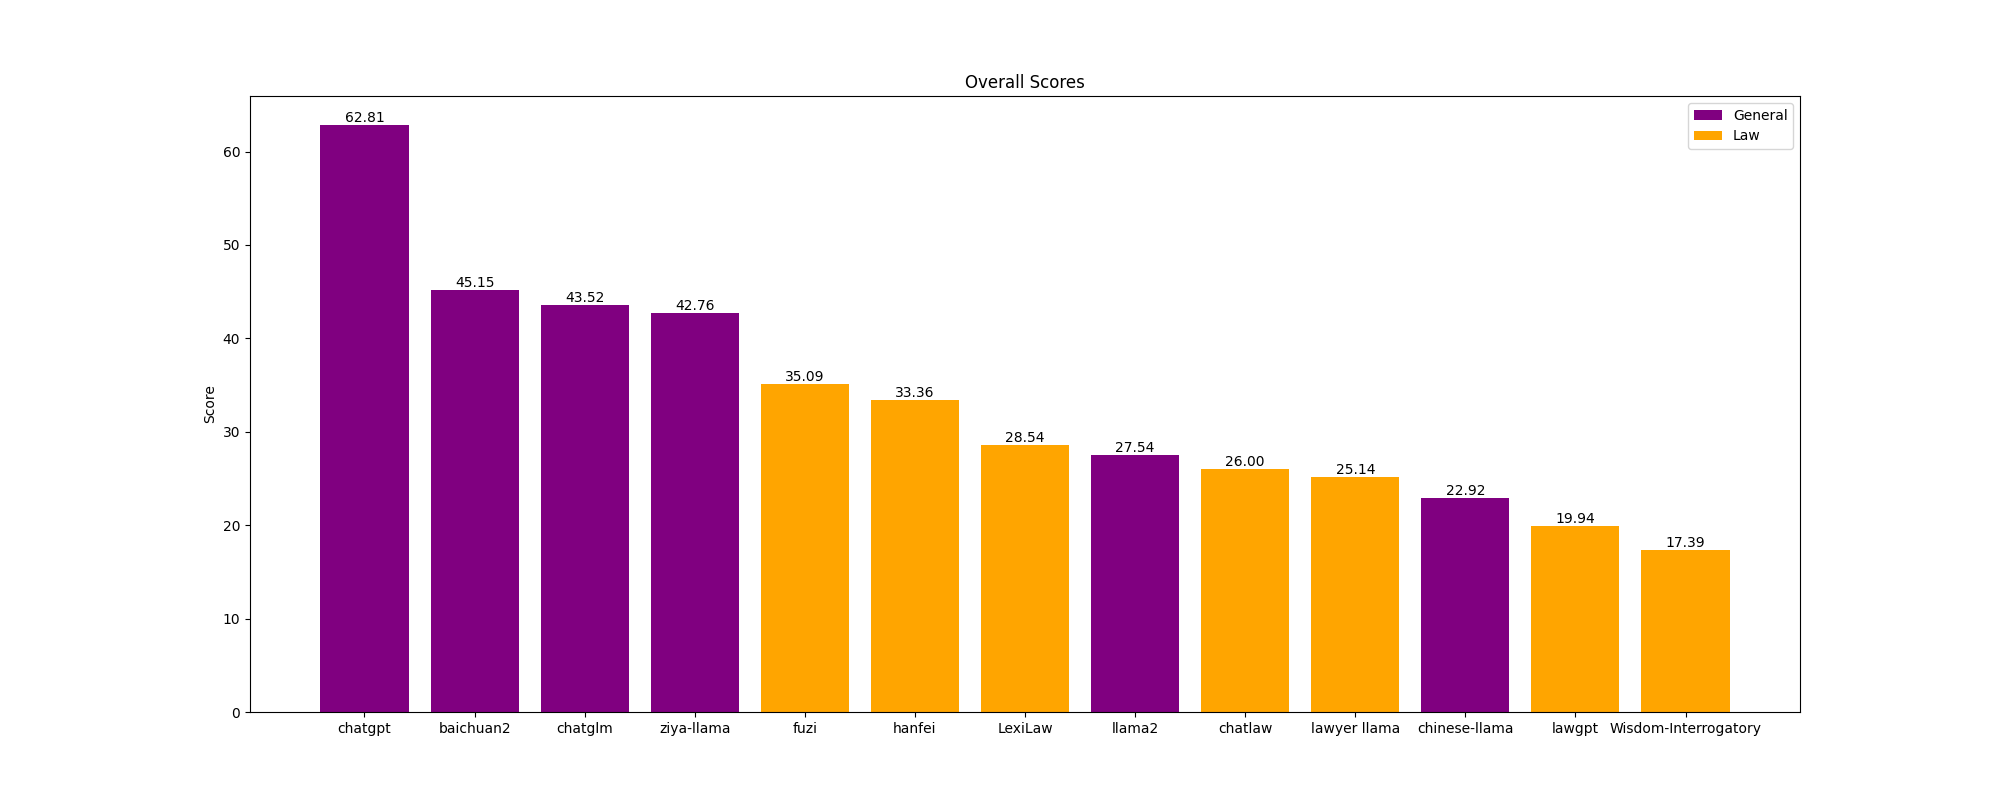 Overall Scores
General
Law
Score
60
50
40
30
20
10
0
62.81
45.15
43.52
42.76
35.09
33.36
28.54
27.54
26.00
25.14
22.92
19.94
17.39
chatgpt
baichuan2
chatglm
ziya-llama
fuzi
hanfei
LexiLaw
llama2
chatlaw
lawyer llama
chinese-llama
lawgpt
Wisdom-Interrogatory